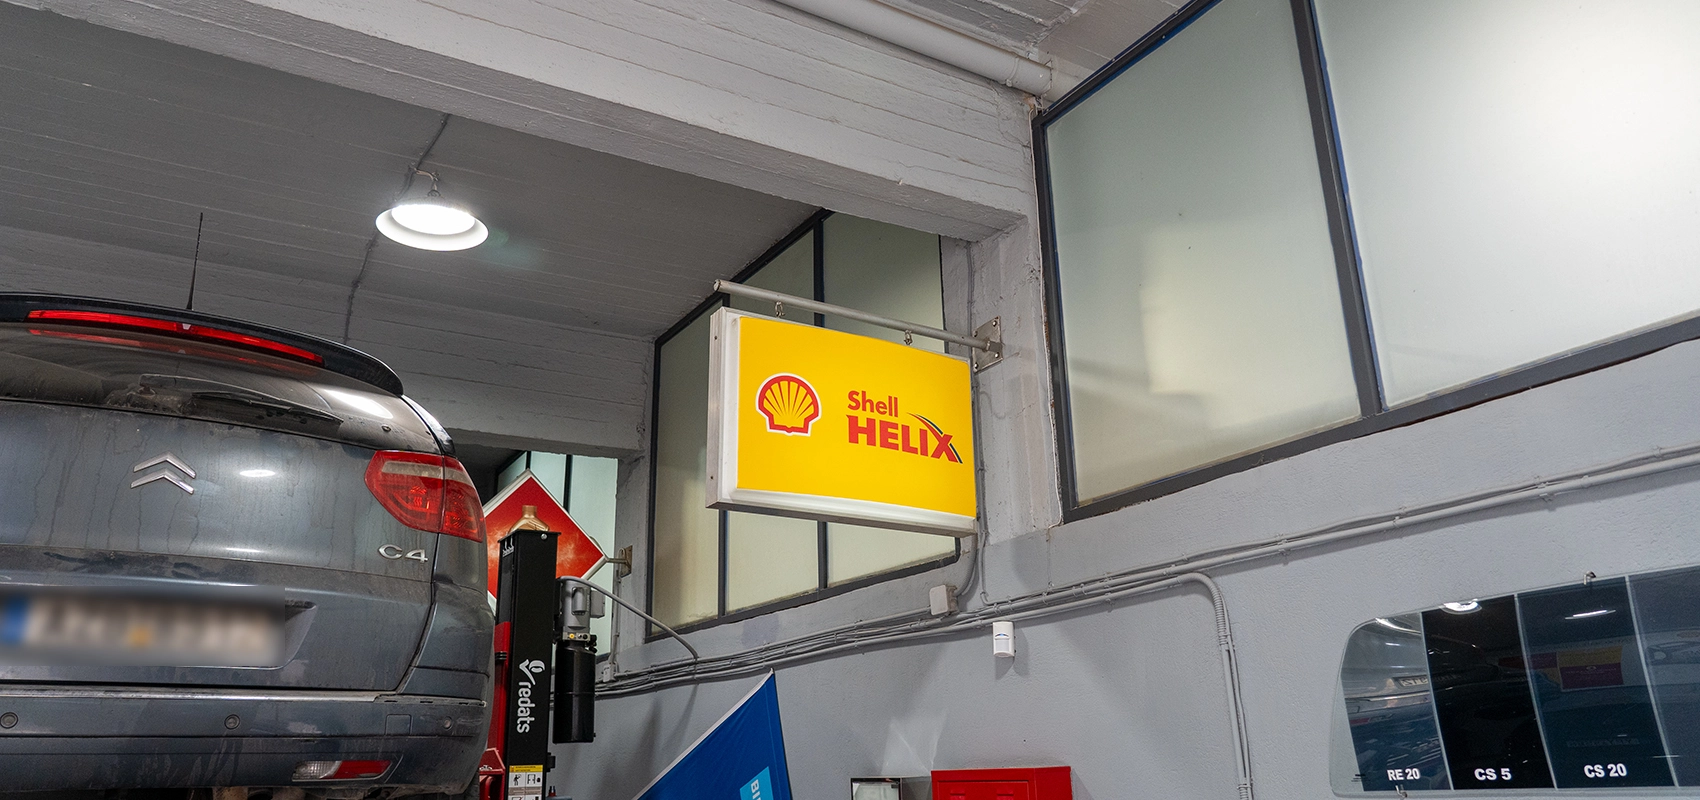 Shell
HELIX
C4
redats
RE 20
CS 5
CS 20